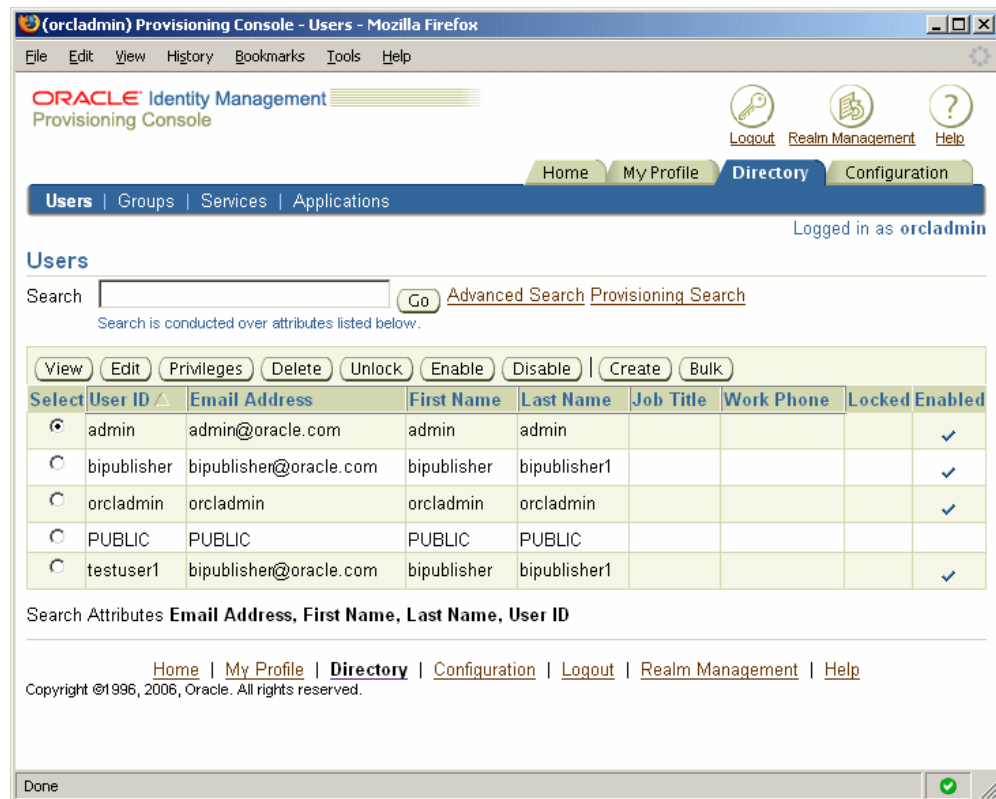 (orcladmin) Provisioning Console - Users - Mozilla Firefox
File Edit View History Bookmarks Tools Help
ORACLE Identity Management
Provisioning Console
Logout Realm Management Help
Home My Profile Directory Configuration
Users | Groups | Services | Applications
Logged in as orcladmin
Users
Search Go Advanced Search Provisioning Search
Search is conducted over attributes listed below.
View Edit Privileges Delete Unlock Enable Disable | Create Bulk
Select User ID Email Address First Name Last Name Job Title Work Phone Locked Enabled
admin admin@oracle.com admin admin
bipublisher bipublisher@oracle.com bipublisher bipublisher1
orcladmin orcladmin orcladmin orcladmin
PUBLIC PUBLIC PUBLIC PUBLIC
testuser1 bipublisher@oracle.com bipublisher bipublisher1
Search Attributes Email Address, First Name, Last Name, User ID
Home | My Profile | Directory | Configuration | Logout | Realm Management | Help
Copyright ©1996, 2006, Oracle. All rights reserved.
Done